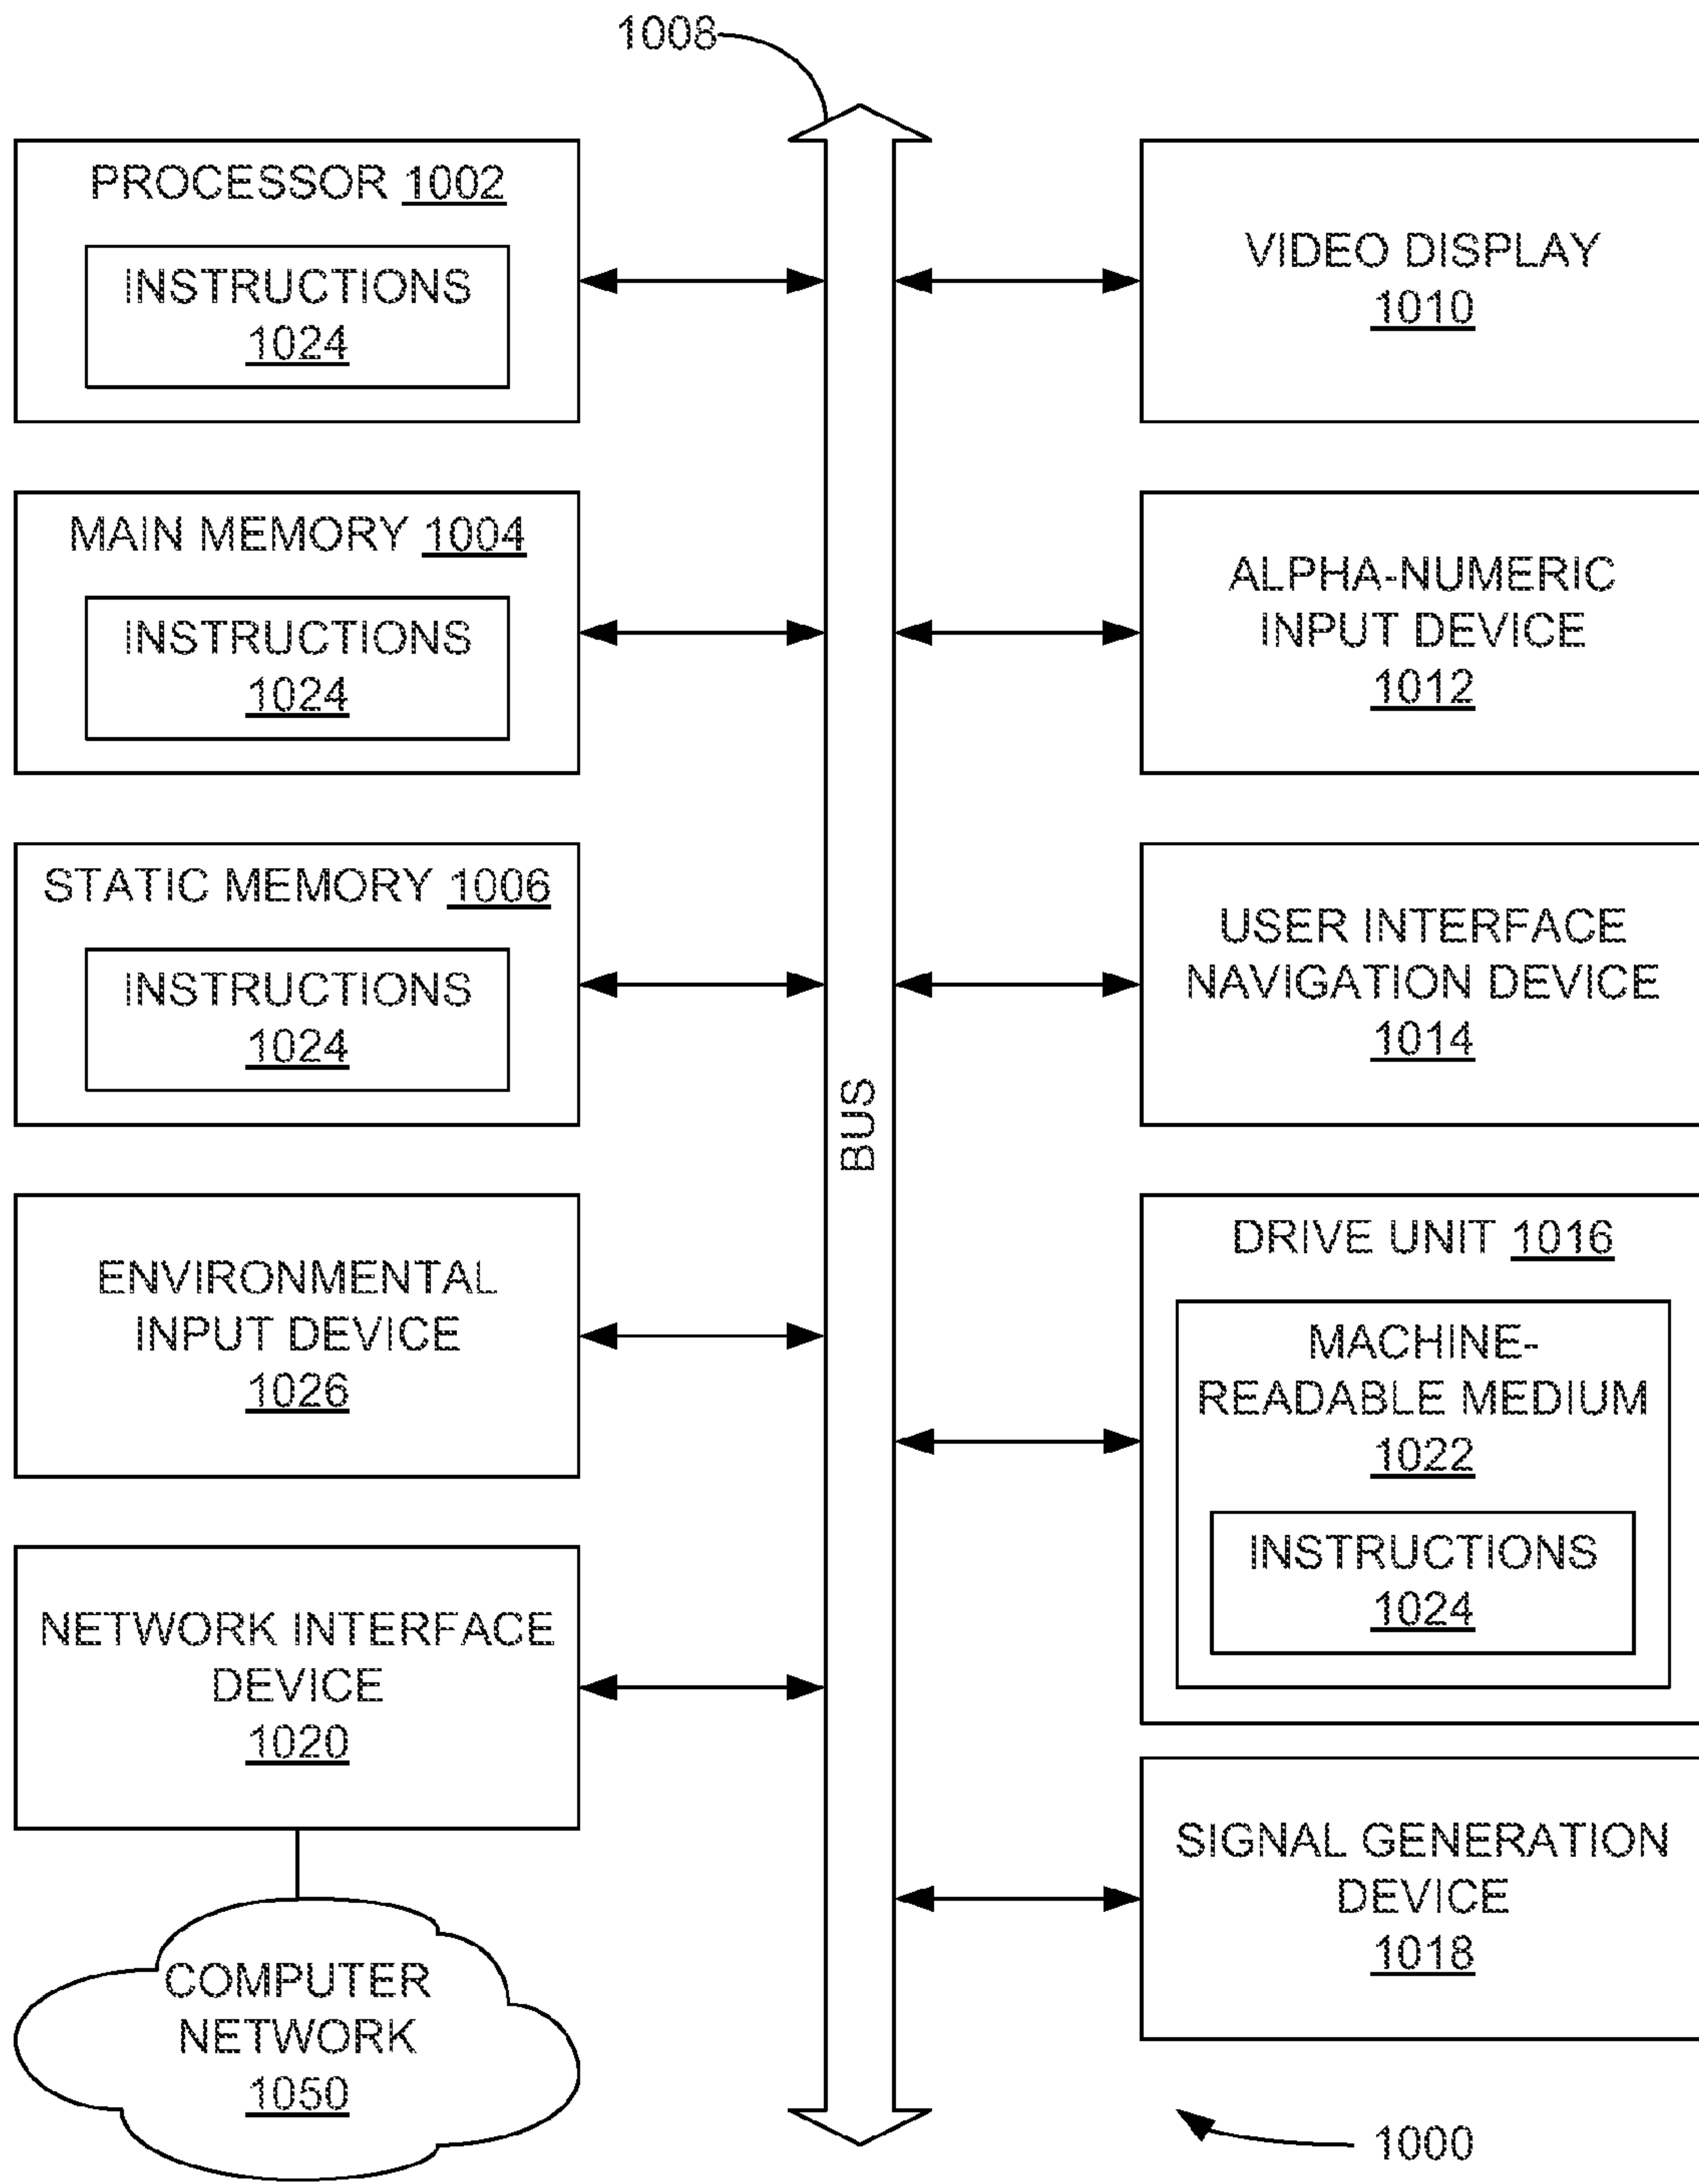 1008
PROCESSOR 1002
INSTRUCTIONS
1024
MAIN MEMORY 1004
INSTRUCTIONS
1024
STATIC MEMORY 1006
INSTRUCTIONS
1024
ENVIRONMENTAL
INPUT DEVICE
1026
NETWORK INTERFACE
DEVICE
1020
COMPUTER
NETWORK
1050
BUS
VIDEO DISPLAY
1010
ALPHA-NUMERIC
INPUT DEVICE
1012
USER INTERFACE
NAVIGATION DEVICE
1014
DRIVE UNIT 1016
MACHINE-
READABLE MEDIUM
1022
INSTRUCTIONS
1024
SIGNAL GENERATION
DEVICE
1018
1000